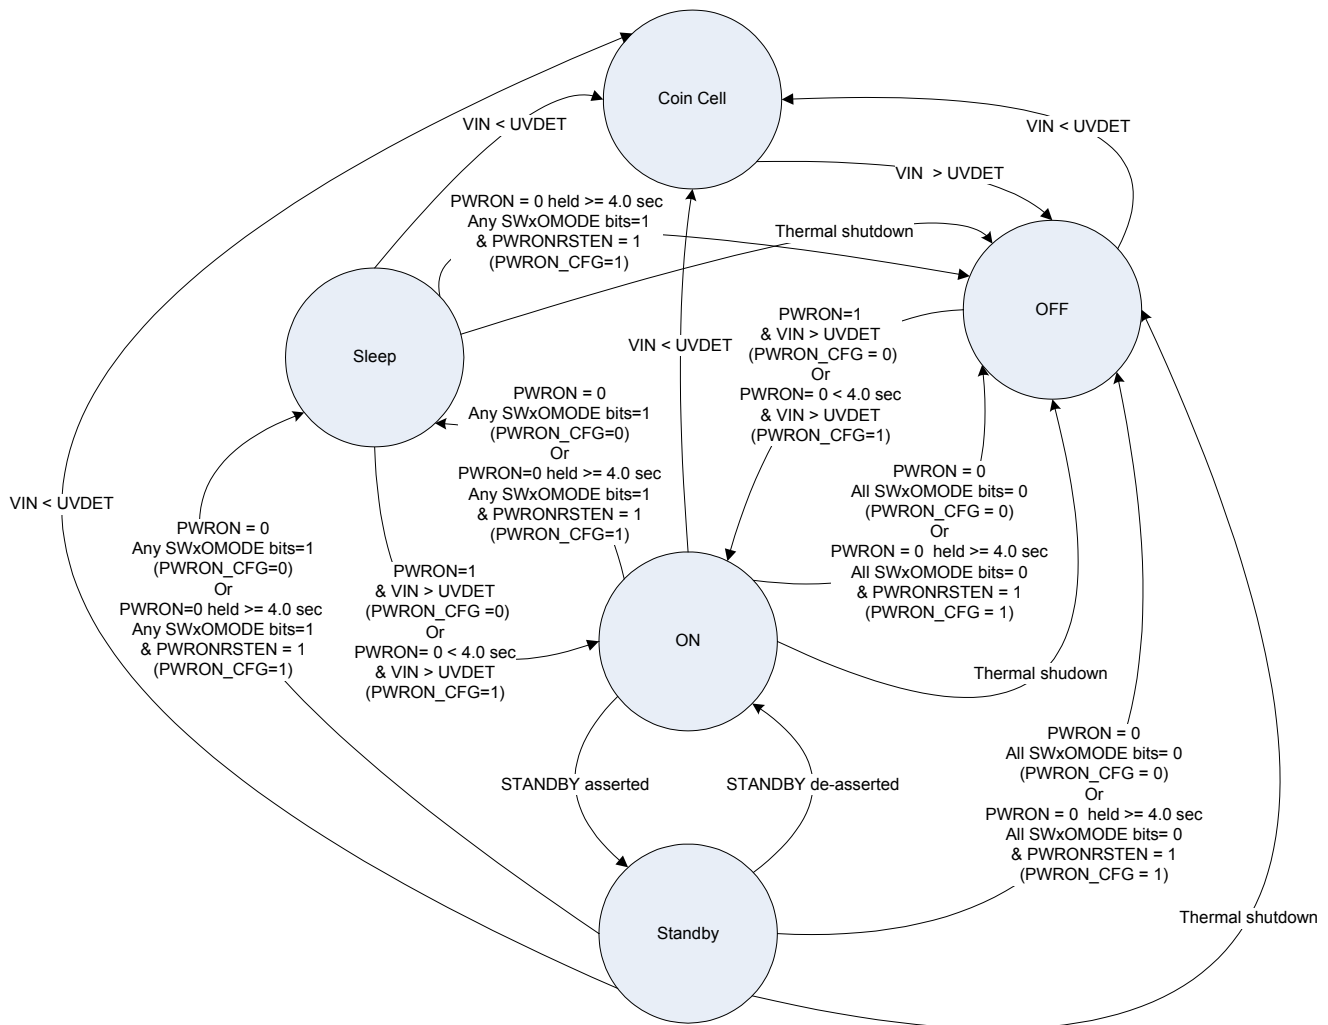 Coin Cell
VIN < UVDET
VIN < UVDET
VIN  > UVDET
PWRON = 0 held >= 4.0 sec
Any SWxOMODE bits=1
& PWRONRSTEN = 1
(PWRON_CFG=1)
Thermal shutdown
OFF
Sleep
PWRON=1
& VIN > UVDET
(PWRON_CFG = 0)
Or
PWRON= 0 < 4.0 sec
& VIN > UVDET
(PWRON_CFG=1)
VIN < UVDET
PWRON = 0
Any SWxOMODE bits=1
(PWRON_CFG=0)
Or
PWRON=0 held >= 4.0 sec
Any SWxOMODE bits=1
& PWRONRSTEN = 1
(PWRON_CFG=1)
PWRON = 0
All SWxOMODE bits= 0
(PWRON_CFG = 0)
Or
PWRON = 0  held >= 4.0 sec
All SWxOMODE bits= 0
& PWRONRSTEN = 1
(PWRON_CFG = 1)
VIN < UVDET
PWRON = 0
Any SWxOMODE bits=1
(PWRON_CFG=0)
Or
PWRON=0 held >= 4.0 sec
Any SWxOMODE bits=1
& PWRONRSTEN = 1
(PWRON_CFG=1)
PWRON=1
& VIN > UVDET
(PWRON_CFG =0)
Or
PWRON= 0 < 4.0 sec
& VIN > UVDET
(PWRON_CFG=1)
ON
Thermal shudown
STANDBY asserted
STANDBY de-asserted
PWRON = 0
All SWxOMODE bits= 0
(PWRON_CFG = 0)
Or
PWRON = 0  held >= 4.0 sec
All SWxOMODE bits= 0
& PWRONRSTEN = 1
(PWRON_CFG = 1)
Thermal shutdown
Standby